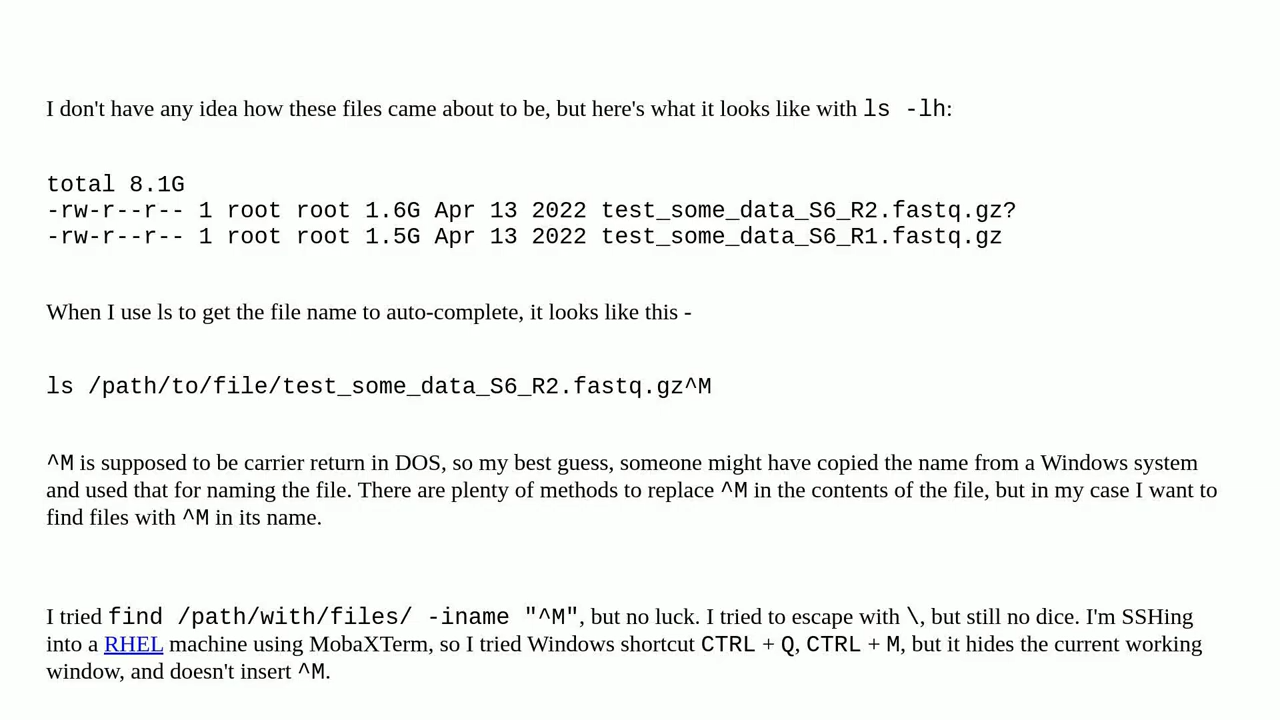 I don't have any idea how these files came about to be, but here's what it looks like with ls -lh:
total 8.1G
-rw-r--r-- 1 root root 1.6G Apr 13 2022 test_some_data_S6_R2.fastq.gz?
-rw-r--r-- 1 root root 1.5G Apr 13 2022 test_some_data_S6_R1.fastq.gz
When I use ls to get the file name to auto-complete, it looks like this -
ls /path/to/file/test_some_data_S6_R2.fastq.gz^M
^M is supposed to be carrier return in DOS, so my best guess, someone might have copied the name from a Windows system
and used that for naming the file. There are plenty of methods to replace ^M in the contents of the file, but in my case I want to
find files with ^M in its name.
I tried find /path/with/files/ -iname "^M", but no luck. I tried to escape with \, but still no dice. I'm SSHing
into a RHEL machine using MobaXTerm, so I tried Windows shortcut CTRL + Q, CTRL + M, but it hides the current working
window, and doesn't insert ^M.